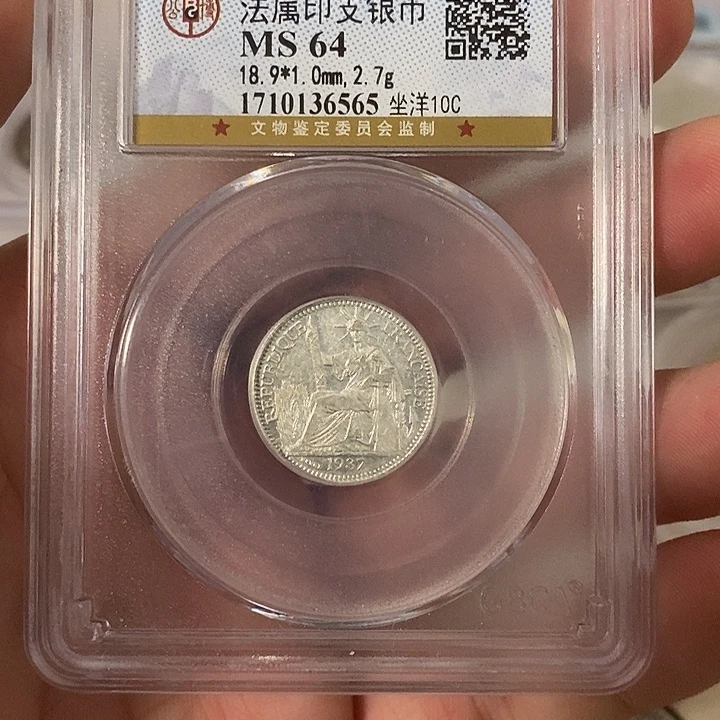 法属印支银币
MS 64
18.9*1.0mm,2.7g
1710136565 坐洋10C
★ 文物鉴定委员会监制 ★
REPUBLIQUE FRANÇAISE
1937